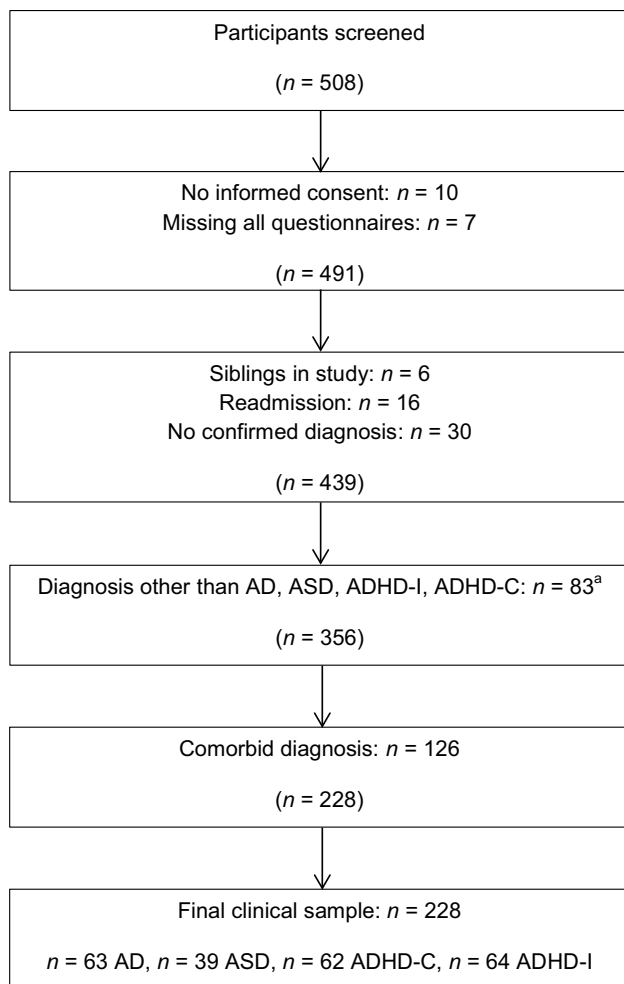 Participants screened
(n = 508)
No informed consent: n = 10
Missing all questionnaires: n = 7
(n = 491)
Siblings in study: n = 6
Readmission: n = 16
No confirmed diagnosis: n = 30
(n = 439)
Diagnosis other than AD, ASD, ADHD-I, ADHD-C: n = 83ᵃ
(n = 356)
Comorbid diagnosis: n = 126
(n = 228)
Final clinical sample: n = 228
n = 63 AD, n = 39 ASD, n = 62 ADHD-C, n = 64 ADHD-I